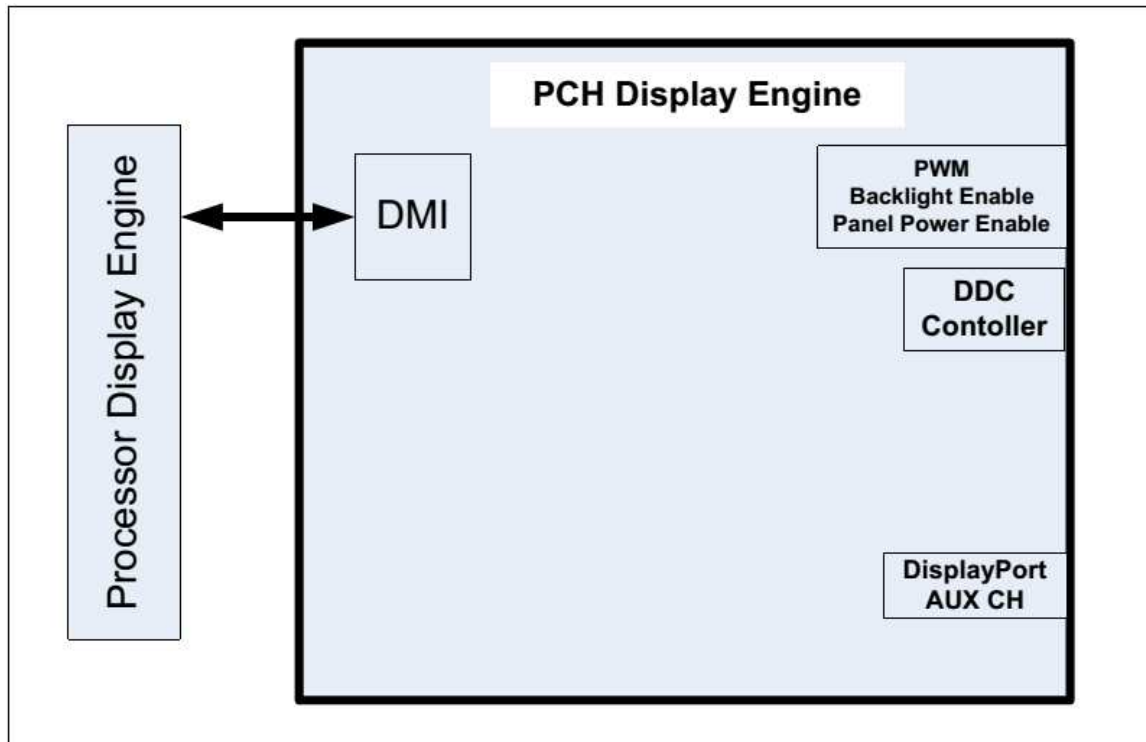 PCH Display Engine
Processor Display Engine
DMI
PWM
Backlight Enable
Panel Power Enable
DDC
Contoller
DisplayPort
AUX CH